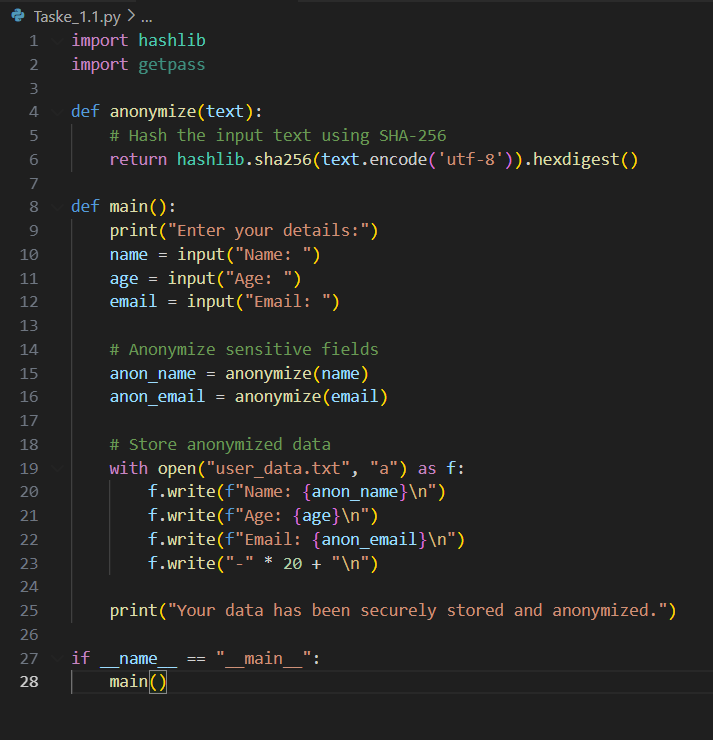 Taske_1.1.py > ...
1 import hashlib
2 import getpass
3
4 def anonymize(text):
5     # Hash the input text using SHA-256
6     return hashlib.sha256(text.encode('utf-8')).hexdigest()
7
8 def main():
9     print("Enter your details:")
10     name = input("Name: ")
11     age = input("Age: ")
12     email = input("Email: ")
13
14     # Anonymize sensitive fields
15     anon_name = anonymize(name)
16     anon_email = anonymize(email)
17
18     # Store anonymized data
19     with open("user_data.txt", "a") as f:
20         f.write(f"Name: {anon_name}\n")
21         f.write(f"Age: {age}\n")
22         f.write(f"Email: {anon_email}\n")
23         f.write("-" * 20 + "\n")
24
25     print("Your data has been securely stored and anonymized.")
26
27 if __name__ == "__main__":
28     main()